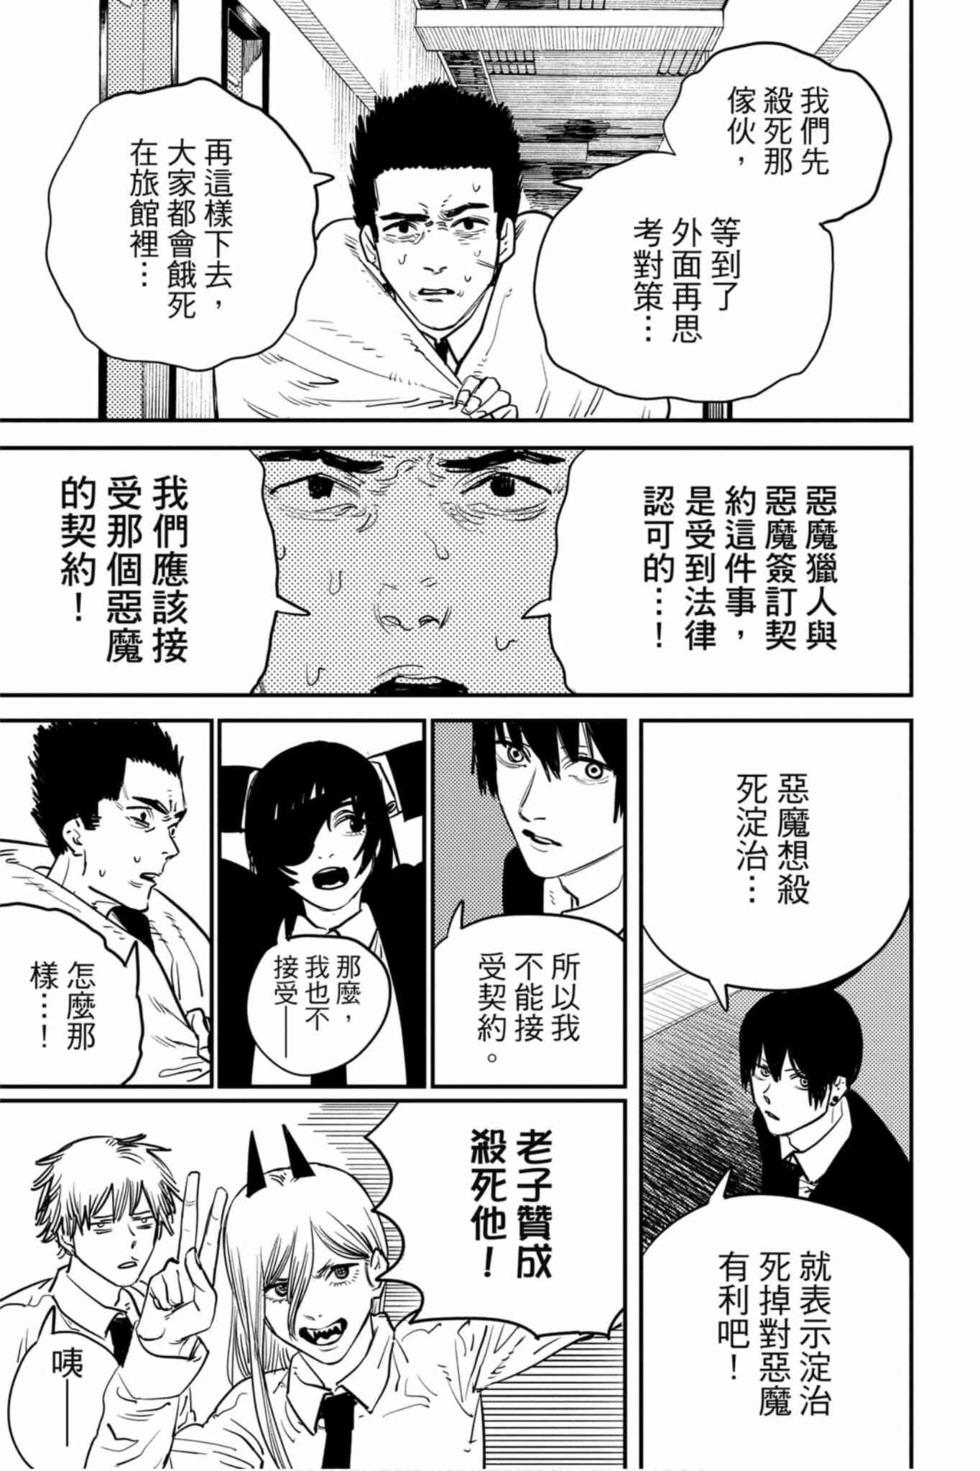 我們先
殺死那
傢伙，
等到了
外面再思
考對策…
再這樣下去，
大家都會餓死
在旅館裡…
惡魔獵人與
惡魔簽訂契
約這件事，
是受到法律
認可的…！
我們應該接
受那個惡魔
的契約！
惡魔想殺
死淀治…
就表示淀治
死掉對惡魔
有利吧！
所以我
不能接
受契約。
那麼，
我也不
接受——
怎麼那
樣…！
老子贊成
殺死他！
咦——